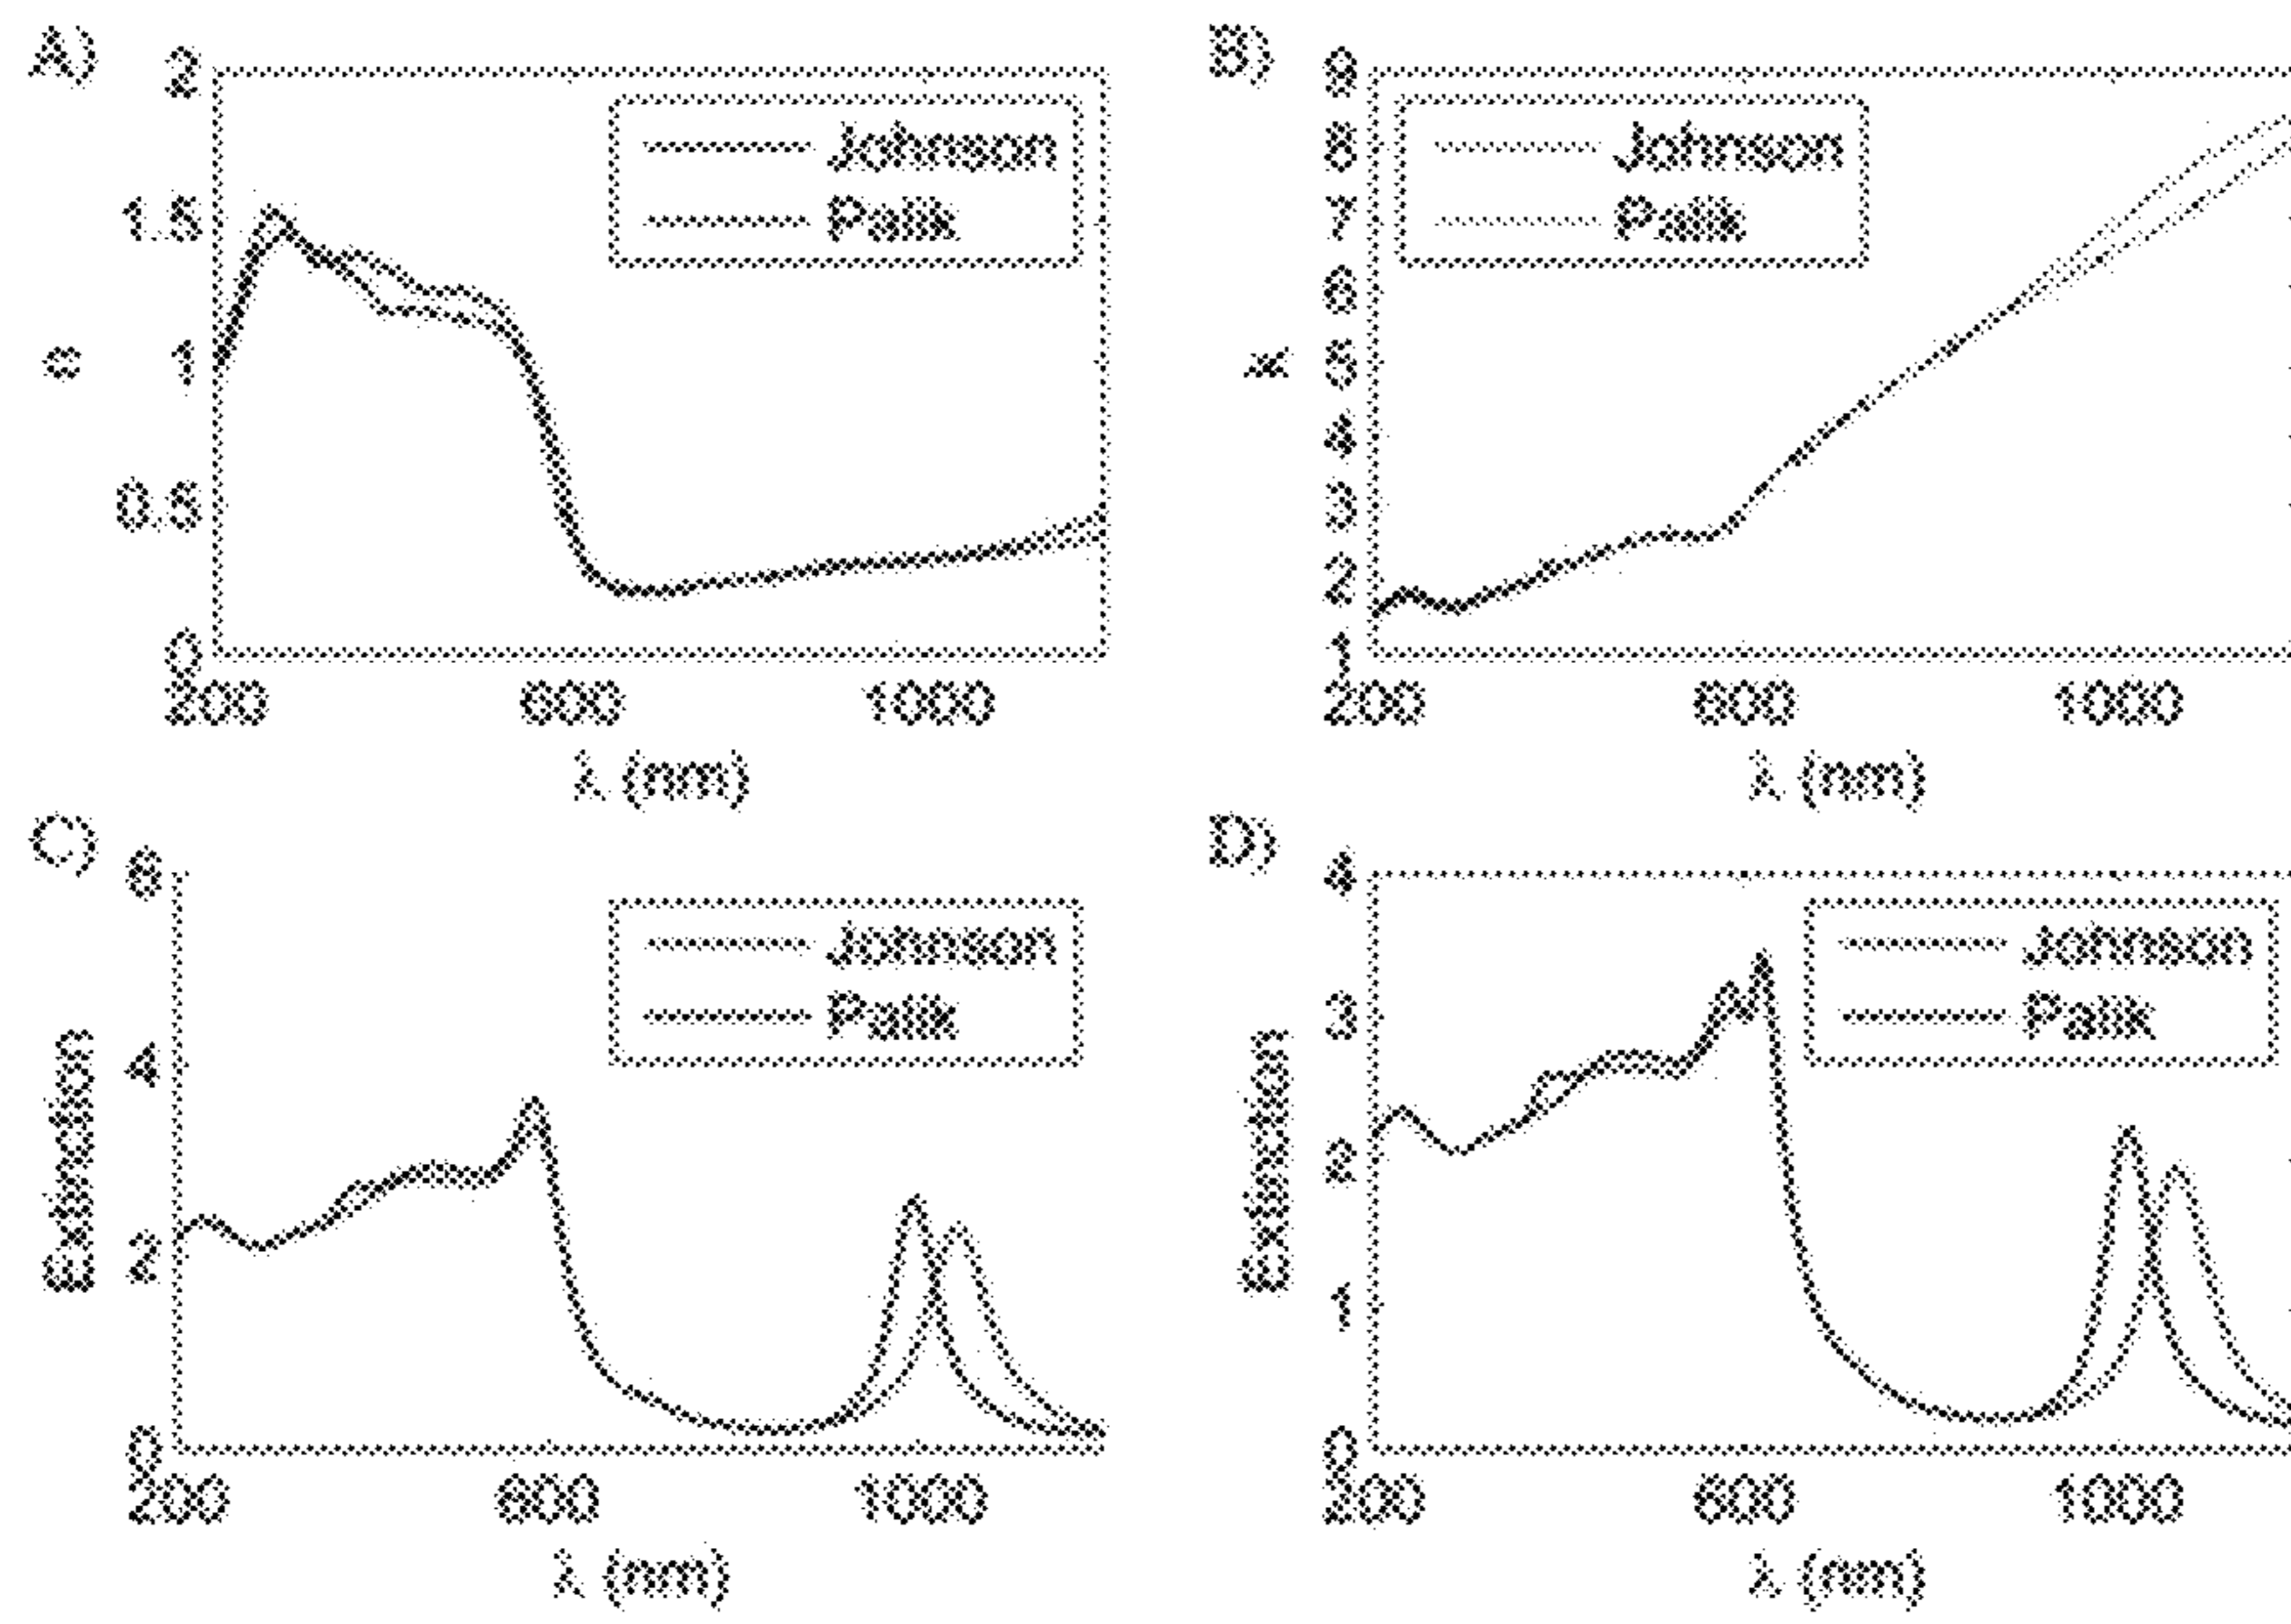 A)
2
1.5
1
0.5
0
n
200 600 1000
λ (nm)
Johnson
Palik
B)
9
8
7
6
5
4
3
2
1
k
200 600 1000
λ (nm)
Johnson
Palik
C)
6
4
2
0
Extinction
200 600 1000
λ (nm)
Johnson
Palik
D)
4
3
2
1
0
Extinction
200 600 1000
λ (nm)
Johnson
Palik